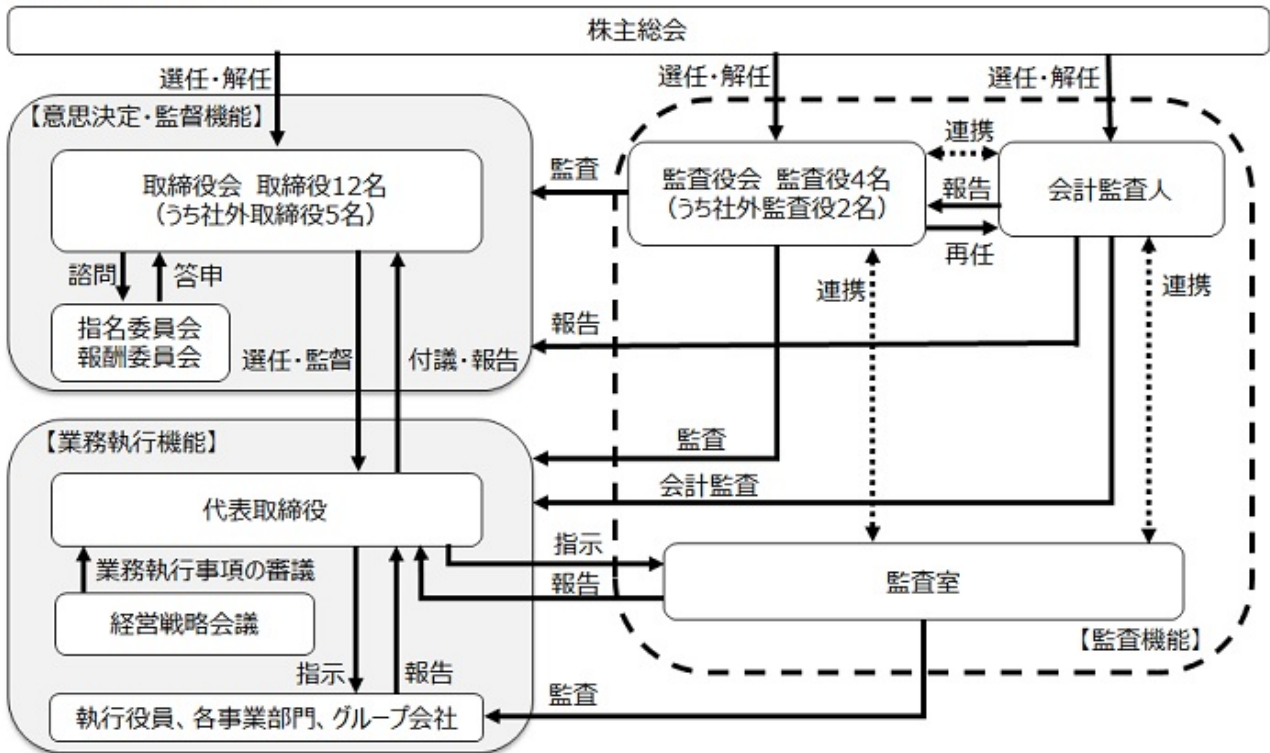 株主総会
選任・解任
選任・解任
選任・解任
【意思決定・監督機能】
取締役会 取締役12名
（うち社外取締役5名）
監査
監査役会 監査役4名
（うち社外監査役2名）
連携
報告
再任
会計監査人
諮問
答申
指名委員会
報酬委員会
選任・監督
付議・報告
報告
連携
連携
【業務執行機能】
監査
会計監査
代表取締役
指示
報告
監査室
業務執行事項の審議
経営戦略会議
【監査機能】
指示
報告
監査
執行役員、各事業部門、グループ会社